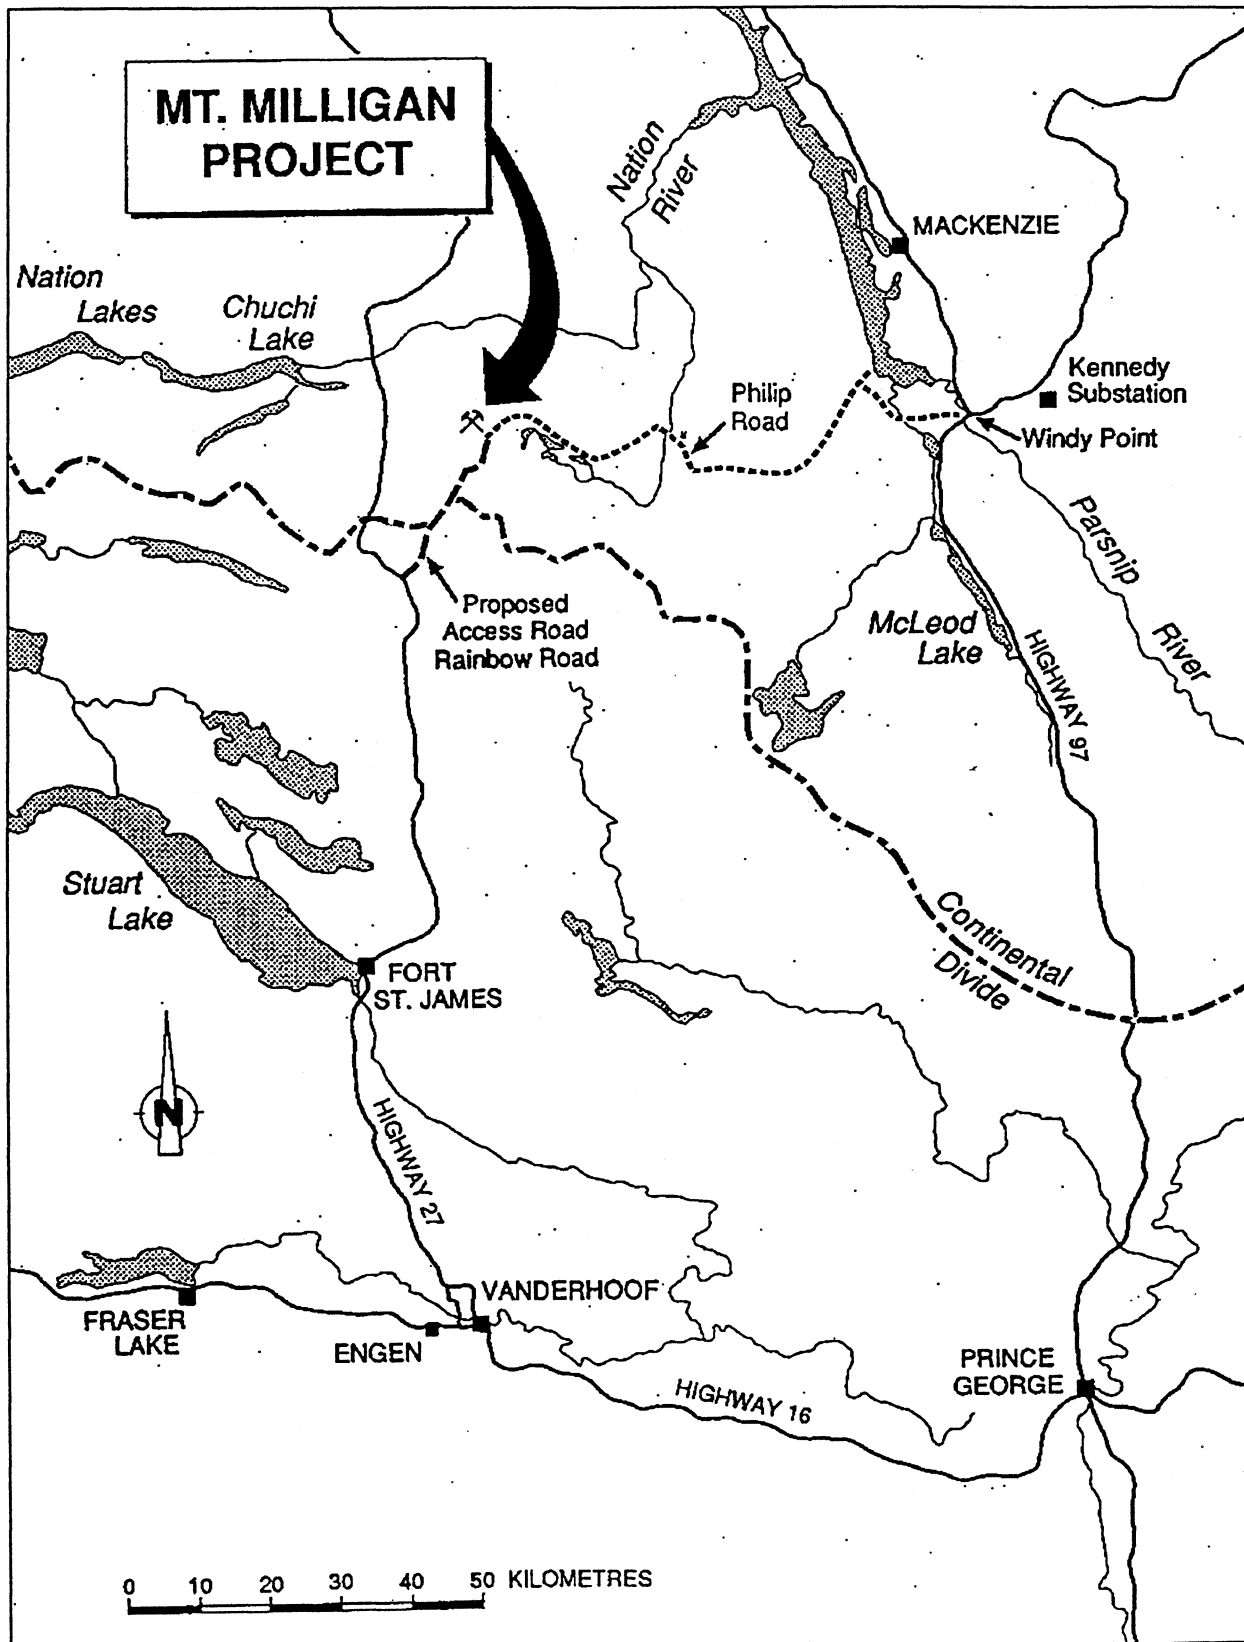 MT. MILLIGAN
PROJECT
Nation
River
MACKENZIE
Nation
Lakes
Chuchi
Lake
Kennedy
Substation
Philip
Road
Windy Point
Parsnip
River
Proposed
Access Road
Rainbow Road
McLeod
Lake
HIGHWAY 97
Stuart
Lake
Continental
Divide
FORT
ST. JAMES
N
HIGHWAY 27
VANDERHOOF
FRASER
LAKE
ENGEN
PRINCE
GEORGE
HIGHWAY 16
0 10 20 30 40 50 KILOMETRES